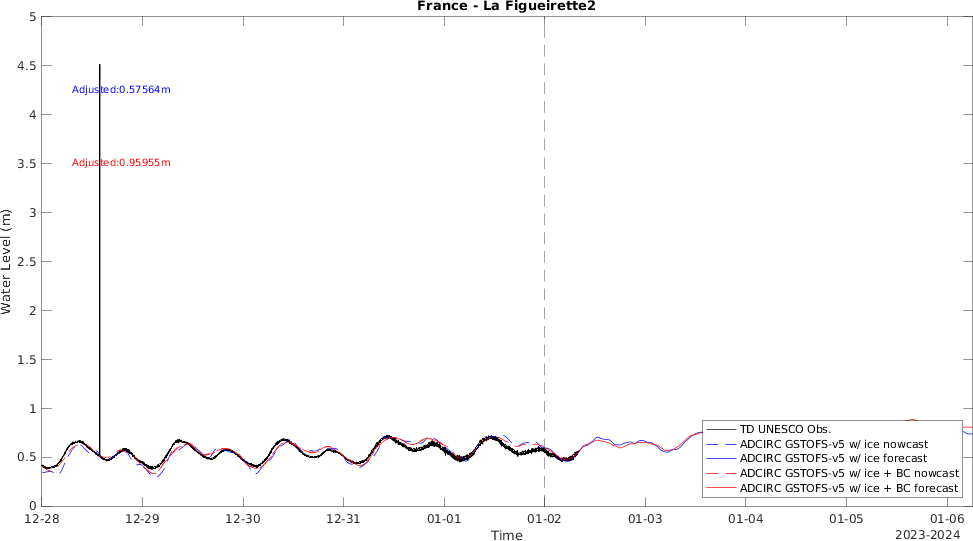 France - La Figueirette2
5
4.5
4
3.5
3
2.5
2
1.5
1
0.5
0
Water Level (m)
Adjusted:0.57564m
Adjusted:0.95955m
TD UNESCO Obs.
ADCIRC GSTOFS-v5 w/ ice nowcast
ADCIRC GSTOFS-v5 w/ ice forecast
ADCIRC GSTOFS-v5 w/ ice + BC nowcast
ADCIRC GSTOFS-v5 w/ ice + BC forecast
12-28 12-29 12-30 12-31 01-01 01-02 01-03 01-04 01-05 01-06
Time
2023-2024